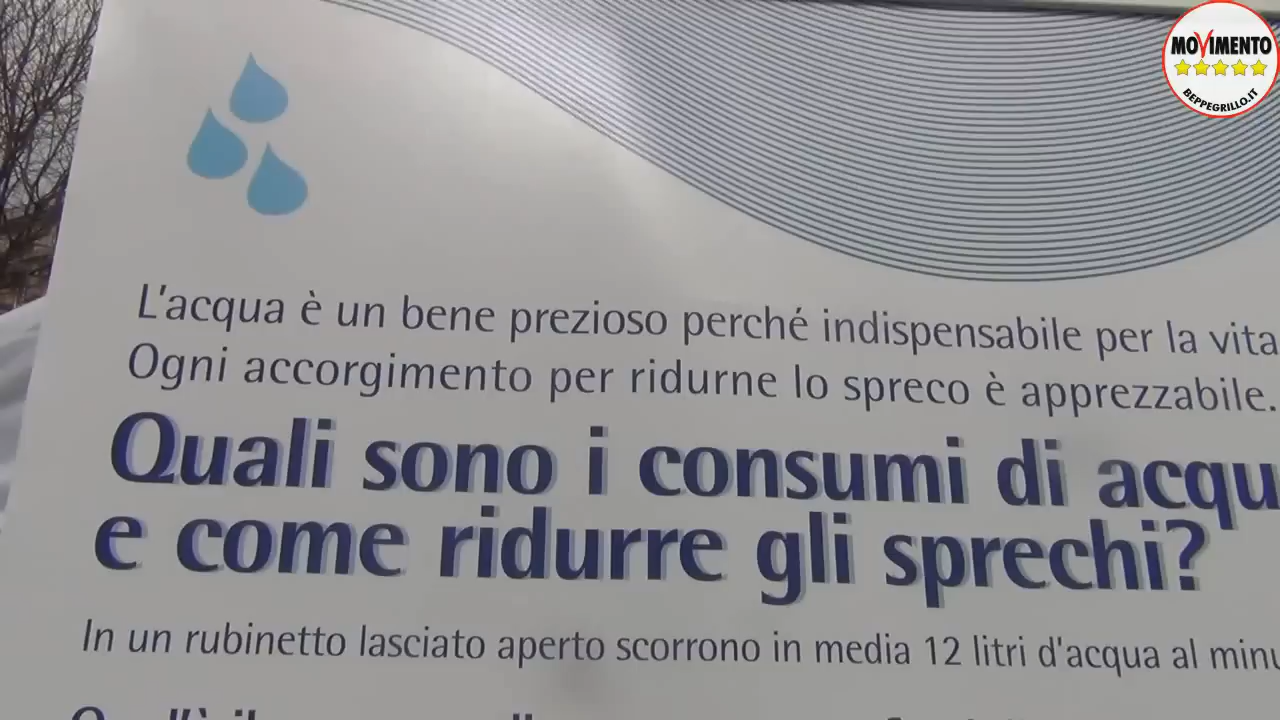 MOVIMENTO
BEPPEGRILLO.IT
L'acqua è un bene prezioso perché indispensabile per la vita
Ogni accorgimento per ridurne lo spreco è apprezzabile.
Quali sono i consumi di acqu
e come ridurre gli sprechi?
In un rubinetto lasciato aperto scorrono in media 12 litri d'acqua al minu